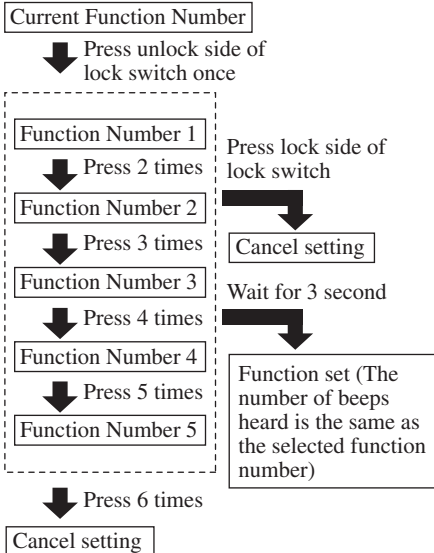 Current Function Number
Press unlock side of
lock switch once
Function Number 1
Press 2 times
Function Number 2
Press 3 times
Function Number 3
Press 4 times
Function Number 4
Press 5 times
Function Number 5
Press lock side of
lock switch
Cancel setting
Wait for 3 second
Function set (The
number of beeps
heard is the same as
the selected function
number)
Press 6 times
Cancel setting